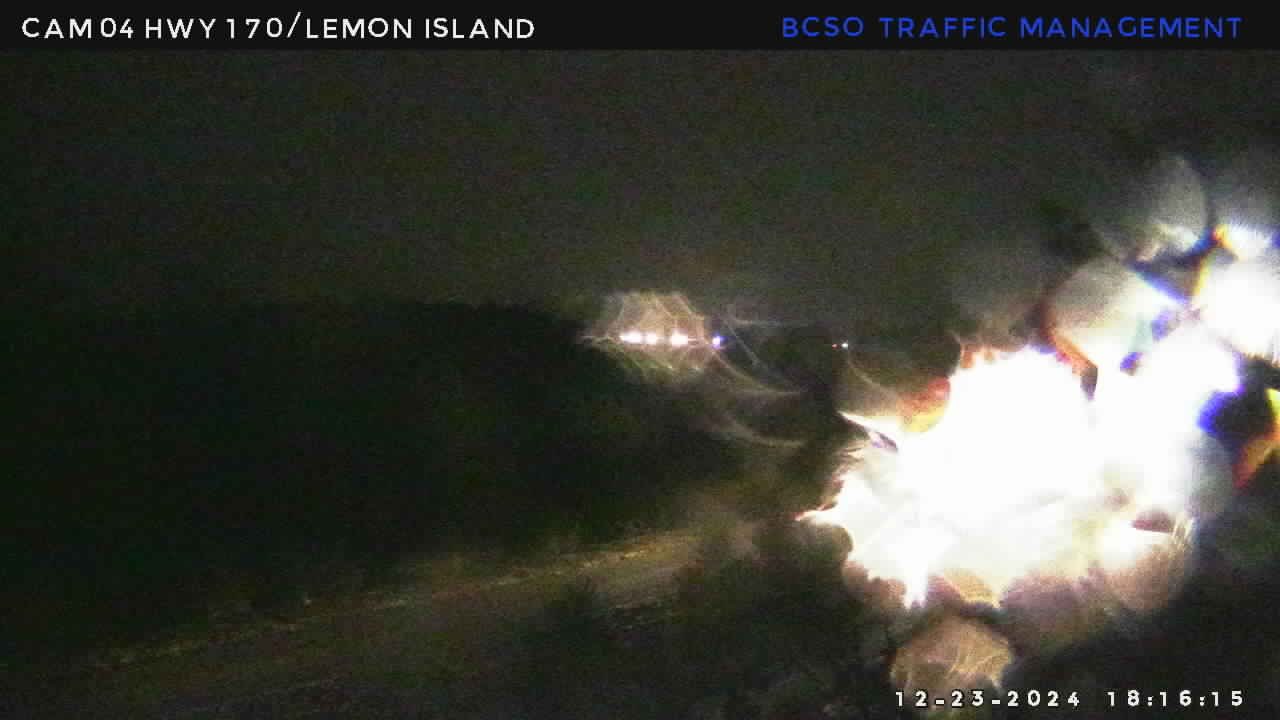 CAM04 HWY 170/LEMON ISLAND
BCSO TRAFFIC MANAGEMENT
12-23-2024 18:16:15